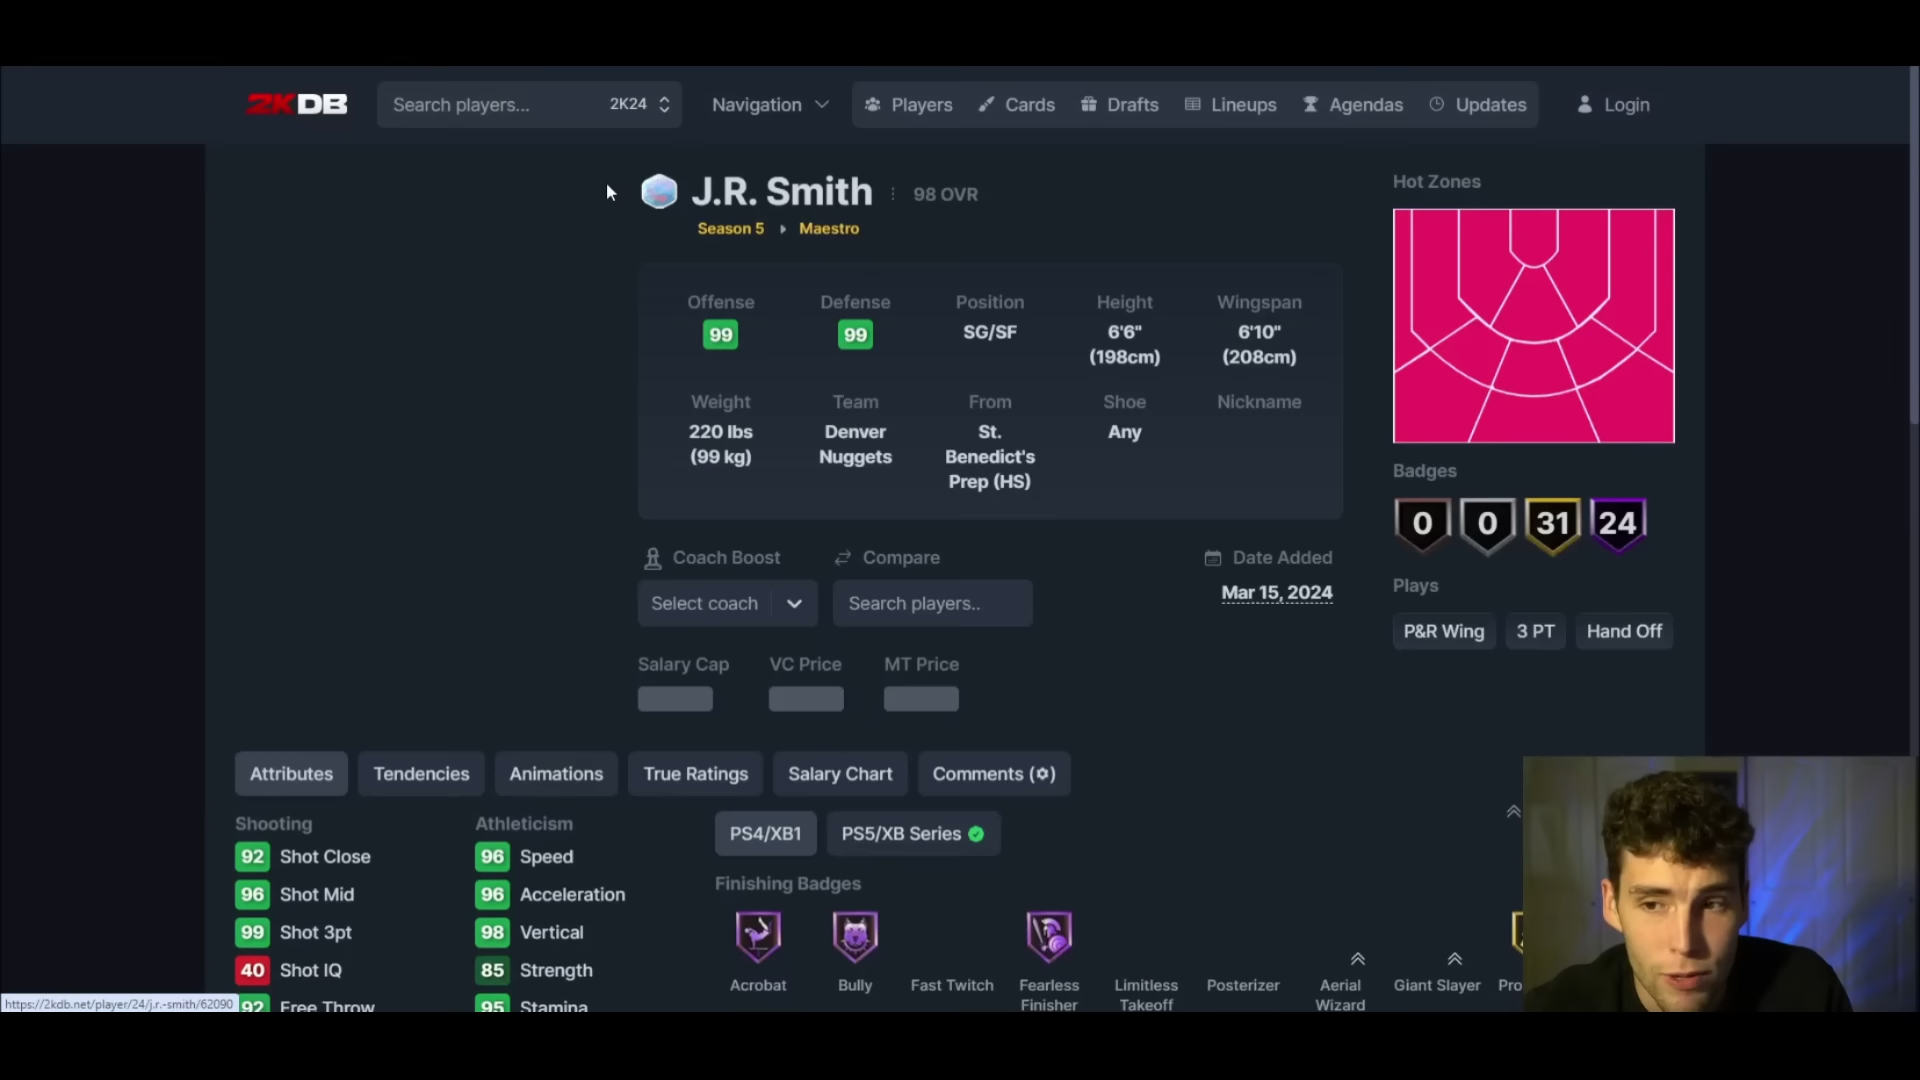 2KDB
Search players...
2K24
Navigation
Players
Cards
Drafts
Lineups
Agendas
Updates
Login
J.R. Smith
98 OVR
Season 5
Maestro
Offense
Defense
Position
Height
Wingspan
99
99
SG/SF
6'6"
(198cm)
6'10"
(208cm)
Weight
Team
From
Shoe
Nickname
220 lbs
(99 kg)
Denver
Nuggets
St.
Benedict's
Prep (HS)
Any
Hot Zones
Badges
0
0
31
24
Plays
P&R Wing
3 PT
Hand Off
Coach Boost
Compare
Date Added
Select coach
Search players..
Mar 15, 2024
Salary Cap
VC Price
MT Price
Attributes
Tendencies
Animations
True Ratings
Salary Chart
Comments
Shooting
92 Shot Close
96 Shot Mid
99 Shot 3pt
40 Shot IQ
92 Free Throw
Athleticism
96 Speed
96 Acceleration
98 Vertical
85 Strength
95 Stamina
PS4/XB1
PS5/XB Series
Finishing Badges
Acrobat
Bully
Fast Twitch
Fearless
Finisher
Limitless
Takeoff
Posterizer
Aerial
Wizard
Giant Slayer
Pro
https://2kdb.net/player/24/j.r.-smith/62090